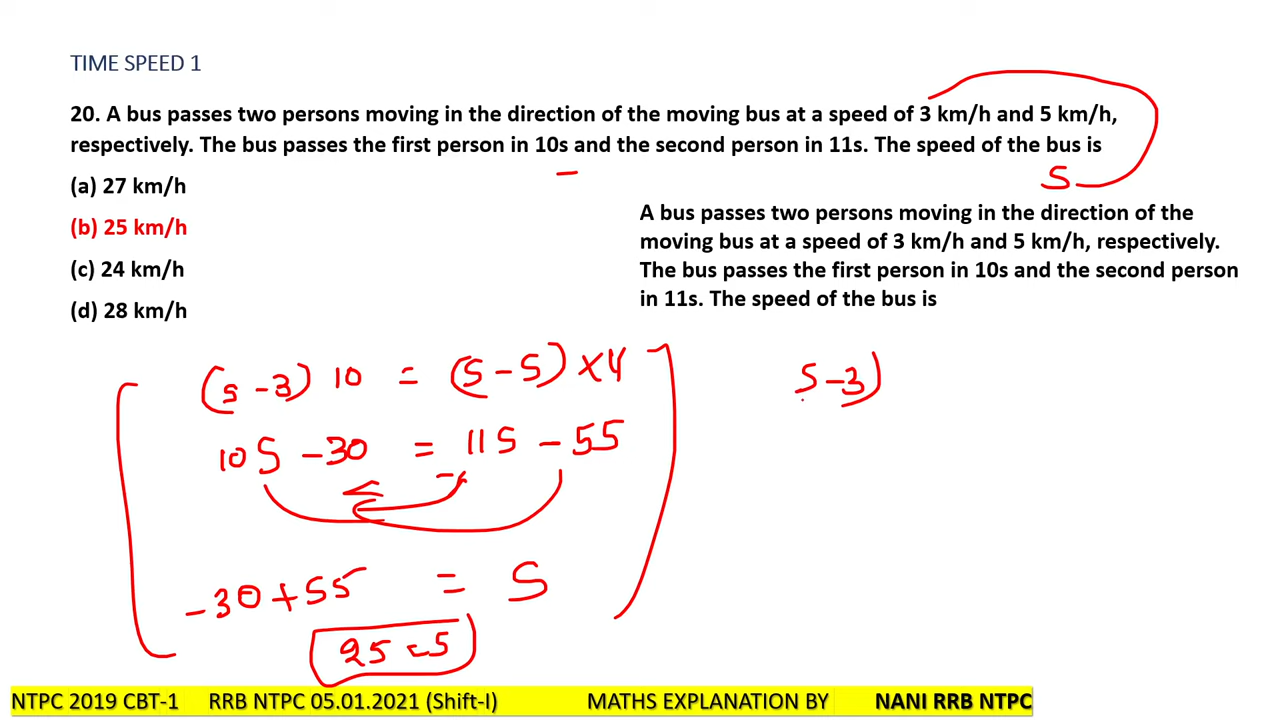 TIME SPEED 1
20. A bus passes two persons moving in the direction of the moving bus at a speed of 3 km/h and 5 km/h,
respectively. The bus passes the first person in 10s and the second person in 11s. The speed of the bus is
(a) 27 km/h
S
(b) 25 km/h
(c) 24 km/h
(d) 28 km/h
A bus passes two persons moving in the direction of the
moving bus at a speed of 3 km/h and 5 km/h, respectively.
The bus passes the first person in 10s and the second person
in 11s. The speed of the bus is
(s - 3) 10 = (s - 5) ×
S - 3)
10S - 30 = 11S - 55
-
-30 + 55 = S
25 = S
NTPC 2019 CBT-1 RRB NTPC 05.01.2021 (Shift-I) MATHS EXPLANATION BY NANI RRB NTPC